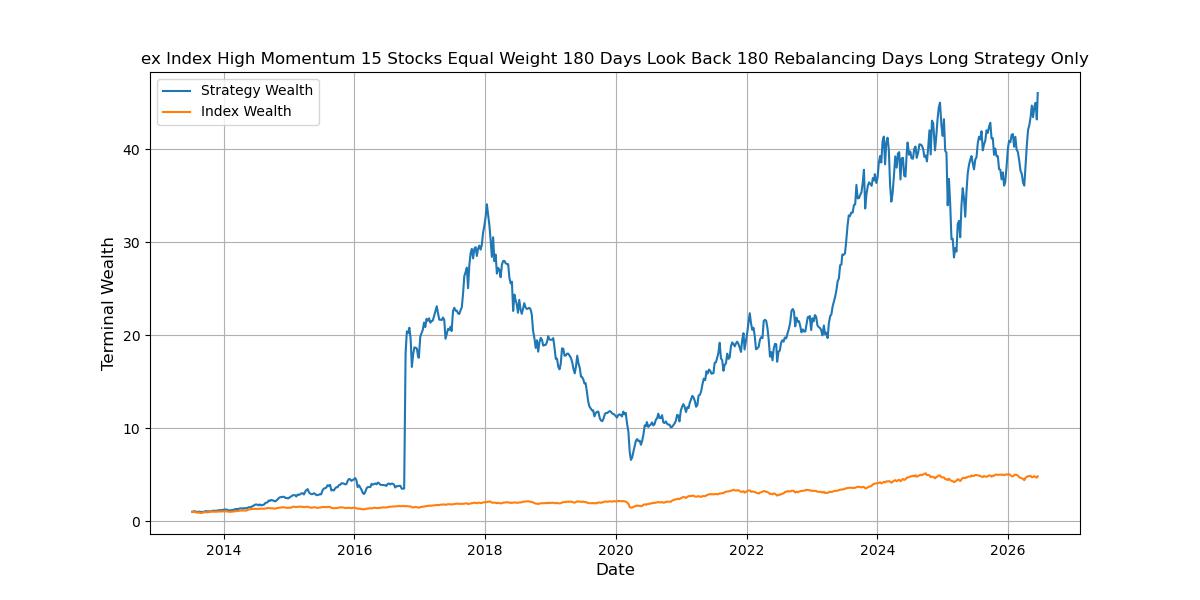 ex Index High Momentum 15 Stocks Equal Weight 180 Days Look Back 180 Rebalancing Days Long Strategy Only
Strategy Wealth
Index Wealth
Terminal Wealth
40
30
20
10
0
2014 2016 2018 2020 2022 2024 2026
Date